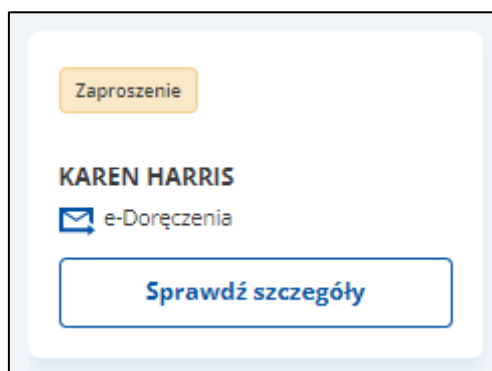 Zaproszenie
KAREN HARRIS
e-Doręczenia
Sprawdź szczegóły